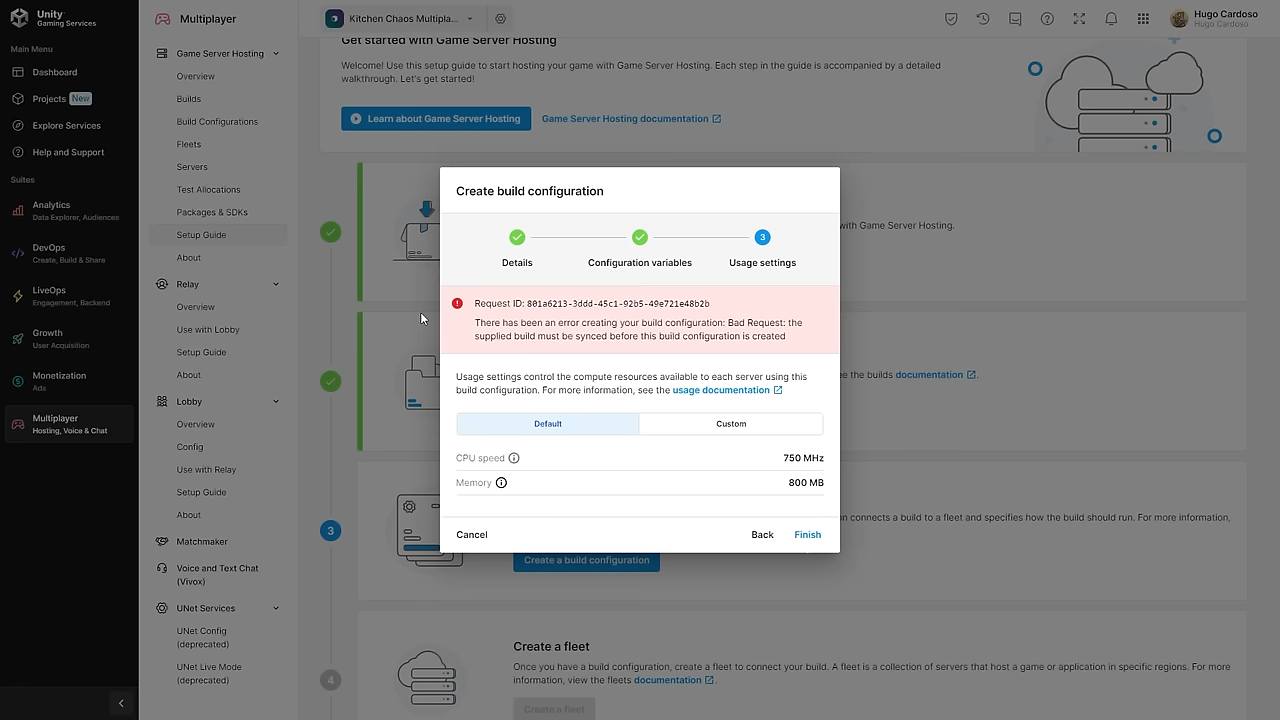 Unity
Gaming Services
Main Menu
Dashboard
Projects New
Explore Services
Help and Support
Suites
Analytics
Data Explorer, Audiences
DevOps
Create, Build & Share
LiveOps
Engagement, Backend
Growth
User Acquisition
Monetization
Ads
Multiplayer
Hosting, Voice & Chat
Multiplayer
Game Server Hosting
Overview
Builds
Build Configurations
Fleets
Servers
Test Allocations
Packages & SDKs
Setup Guide
About
Relay
Overview
Use with Lobby
Setup Guide
About
Lobby
Overview
Config
Use with Relay
Setup Guide
About
Matchmaker
Voice and Text Chat
(Vivox)
UNet Services
UNet Config
(deprecated)
UNet Live Mode
(deprecated)
Kitchen Chaos Multipla...
Hugo Cardoso
Hugo Cardoso
Get started with Game Server Hosting
Welcome! Use this setup guide to start hosting your game with Game Server Hosting. Each step in the guide is accompanied by a detailed
walkthrough. Let's get started!
Learn about Game Server Hosting
Game Server Hosting documentation
with Game Server Hosting.
ee the builds documentation.
Create build configuration
3
Details
Configuration variables
Usage settings
Request ID: 801a6213-3ddd-45c1-92b5-49e721e48b2b
There has been an error creating your build configuration: Bad Request: the
supplied build must be synced before this build configuration is created
Usage settings control the compute resources available to each server using this
build configuration. For more information, see the usage documentation
Default
Custom
CPU speed
750 MHz
Memory
800 MB
Cancel
Back
Finish
3
on connects a build to a fleet and specifies how the build should run. For more information,
Create a build configuration
4
Create a fleet
Once you have a build configuration, create a fleet to connect your build. A fleet is a collection of servers that host a game or application in specific regions. For more
information, view the fleets documentation.
Create a fleet